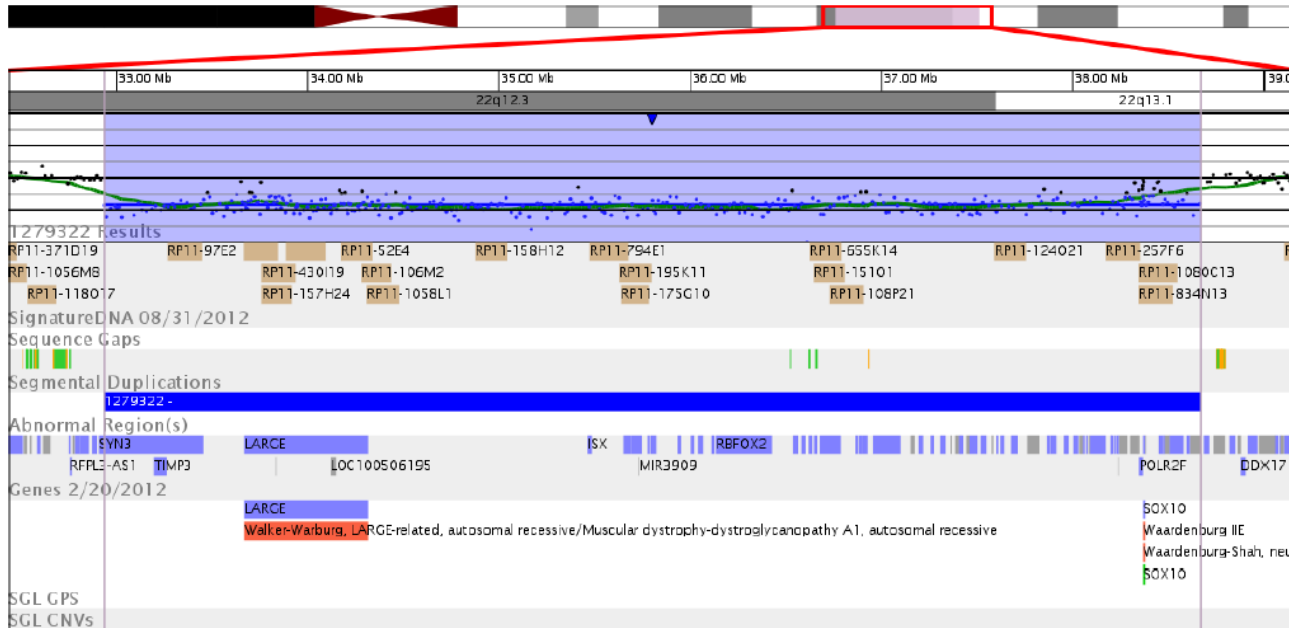 33.00 Mb 34.00 Mb 35.00 Mb 36.00 Mb 37.00 Mb 38.00 Mb 39.0
22q12.3 22q13.1
1279322 Results
RP11-371D19 RP11-97E2 RP11-52E4 RP11-158H12 RP11-794E1 RP11-655K14 RP11-124O21 RP11-257F6
RP11-1056M8 RP11-430I19 RP11-106M2 RP11-195K11 RP11-151O1 RP11-1080C13
RP11-118O17 RP11-157H24 RP11-1058L1 RP11-175G10 RP11-108P21 RP11-834N13
SignatureDNA 08/31/2012
Sequence Gaps
Segmental Duplications
1279322 -
Abnormal Region(s)
SYN3 LARGE ISX RBFOX2
RFPL3-AS1 TIMP3 LOC100506195 MIR3909 POLR2F DDX17
Genes 2/20/2012
LARGE SOX10
Walker-Warburg, LARGE-related, autosomal recessive/Muscular dystrophy-dystroglycanopathy A1, autosomal recessive Waardenburg IIE
Waardenburg-Shah, neu
SOX10
SGL GPS
SGL CNVs